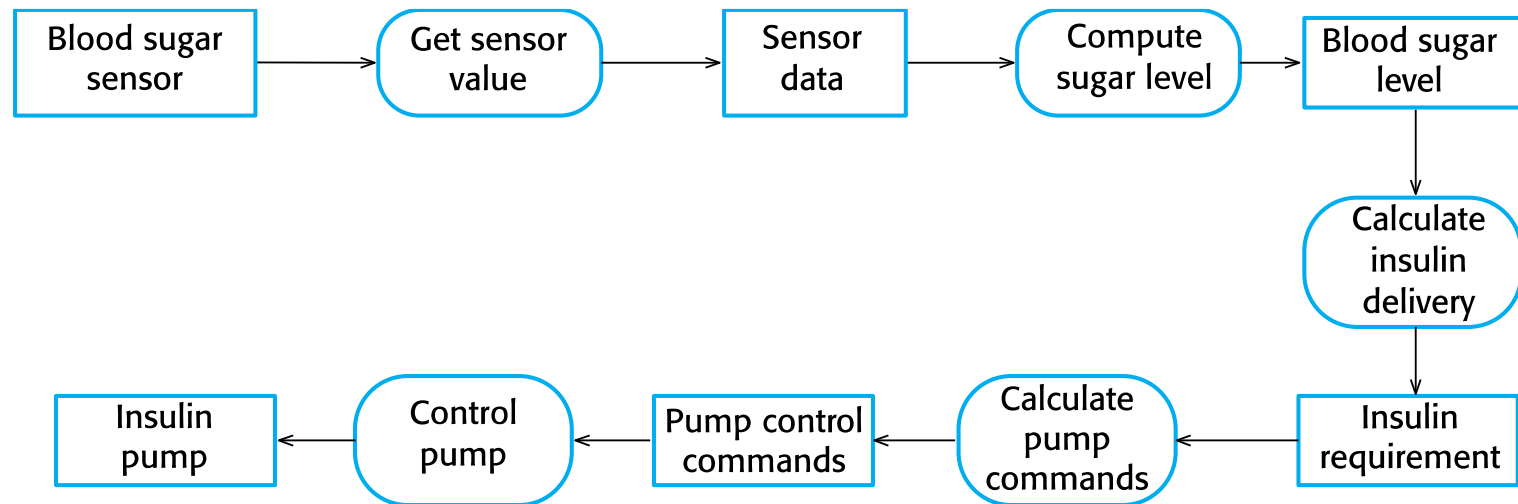 Blood sugar
sensor
Get sensor
value
Sensor
data
Compute
sugar level
Blood sugar
level
Calculate
insulin
delivery
Insulin
requirement
Calculate
pump
commands
Pump control
commands
Control
pump
Insulin
pump